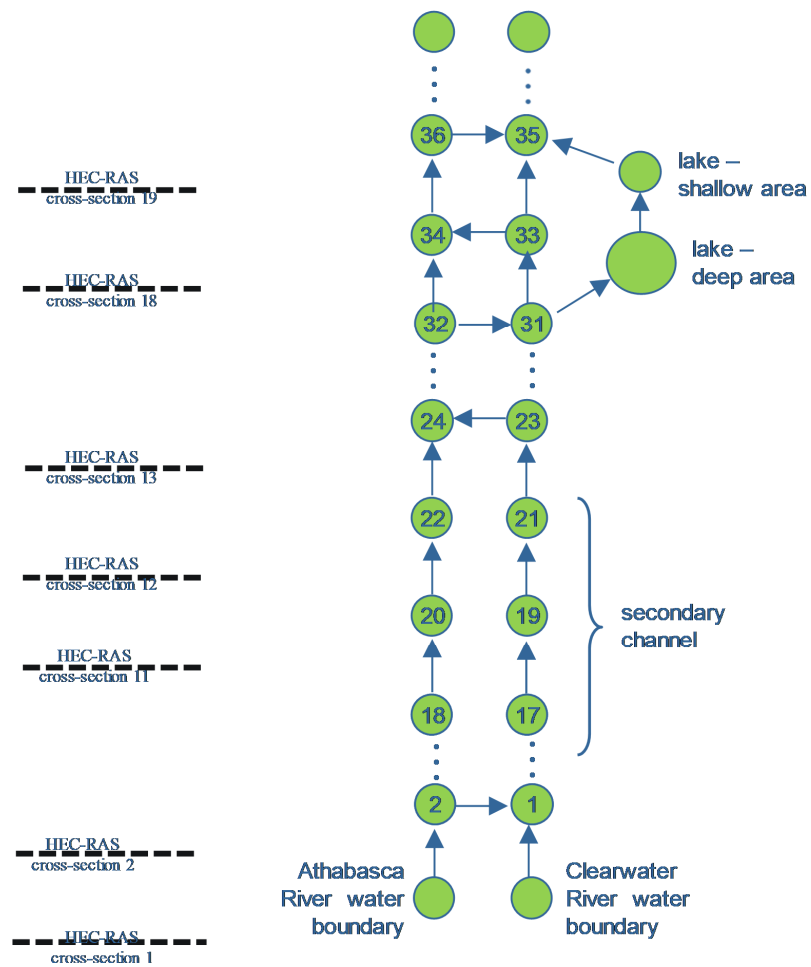 36
35
HEC-RAS
cross-section 19
lake –
shallow area
34
33
lake –
deep area
HEC-RAS
cross-section 18
32
31
24
23
HEC-RAS
cross-section 13
22
21
HEC-RAS
cross-section 12
20
19
secondary
channel
HEC-RAS
cross-section 11
18
17
2
1
HEC-RAS
cross-section 2
Athabasca
River water
boundary
Clearwater
River water
boundary
HEC-RAS
cross-section 1